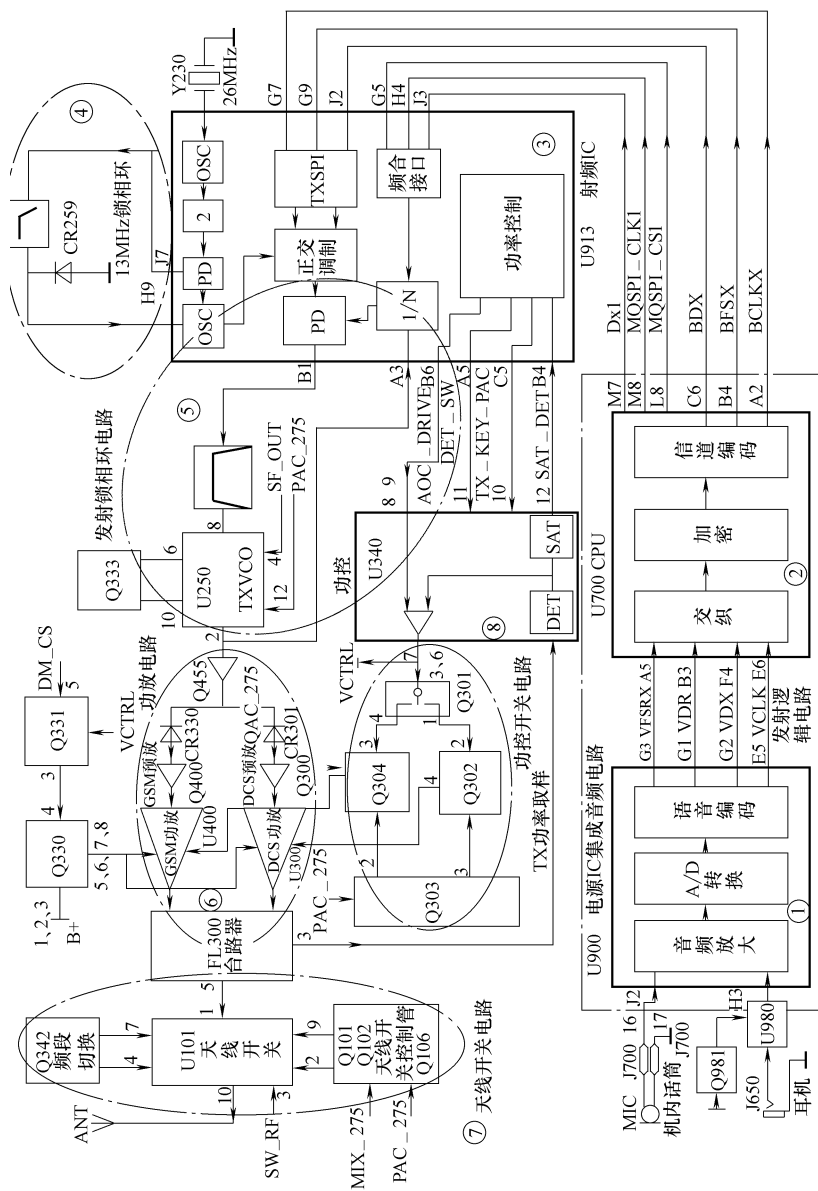 ANT
10
SW_RF
3
Q342
频段
切换
4
7
U101
天
线
开
关
1
5
2
9
Q101
Q102
天线开
关控制管
Q106
MIX_275
PAC_275
⑦ 天线开关电路
B+
1、2、3
Q330
4
5、6、7、8
3
Q331
5
DM_CS
VCTRL
功放电路
GSM预放
CR330
Q400
GSM功放
U400
Q455
QAC_275
DCS预放
CR301
Q300
DCS功放
U300
⑥
FL300
合路器
3
PAC_275
Q303
2
3
Q304
3
Q302
2
4
4
1
Q301
3、6
VCTRL
7
功控开关电路
TX功率取样
发射锁相环电路
Q333
10
6
U250
TXVCO
2
8
4
12
SF_OUT
PAC_275
⑤
功控
U340
⑧
DET
SAT
8
9
AOC_DRIVE
DET_SW
11
TX_KEY_PAC
10
12
SAT_DET
B1
A3
B6
A5
C5
B4
④
CR259
13MHz锁相环
H9
J7
Y230
26MHz
OSC
PD
2
OSC
正交
调制
TXSPI
PD
1/N
频合
接口
功率控制
③
U913
射频IC
G7
G9
J2
G5
H4
J3
MIC
J700
16
17
J700
机内话筒
Q981
U980
J650
耳机
J2
H3
U900
电源IC集成音频电路
音
频
放
大
A/D
转
换
语
音
编
码
①
G3 VFSRX A5
G1 VDR B3
G2 VDX F4
E5 VCLK E6
发射逻
辑电路
U700 CPU
交
织
加
密
信
道
编
码
②
M7
M8
L8
C6
B4
A2
Dx1
MQSPI_CLK1
MQSPI_CS1
BDX
BFSX
BCLKX